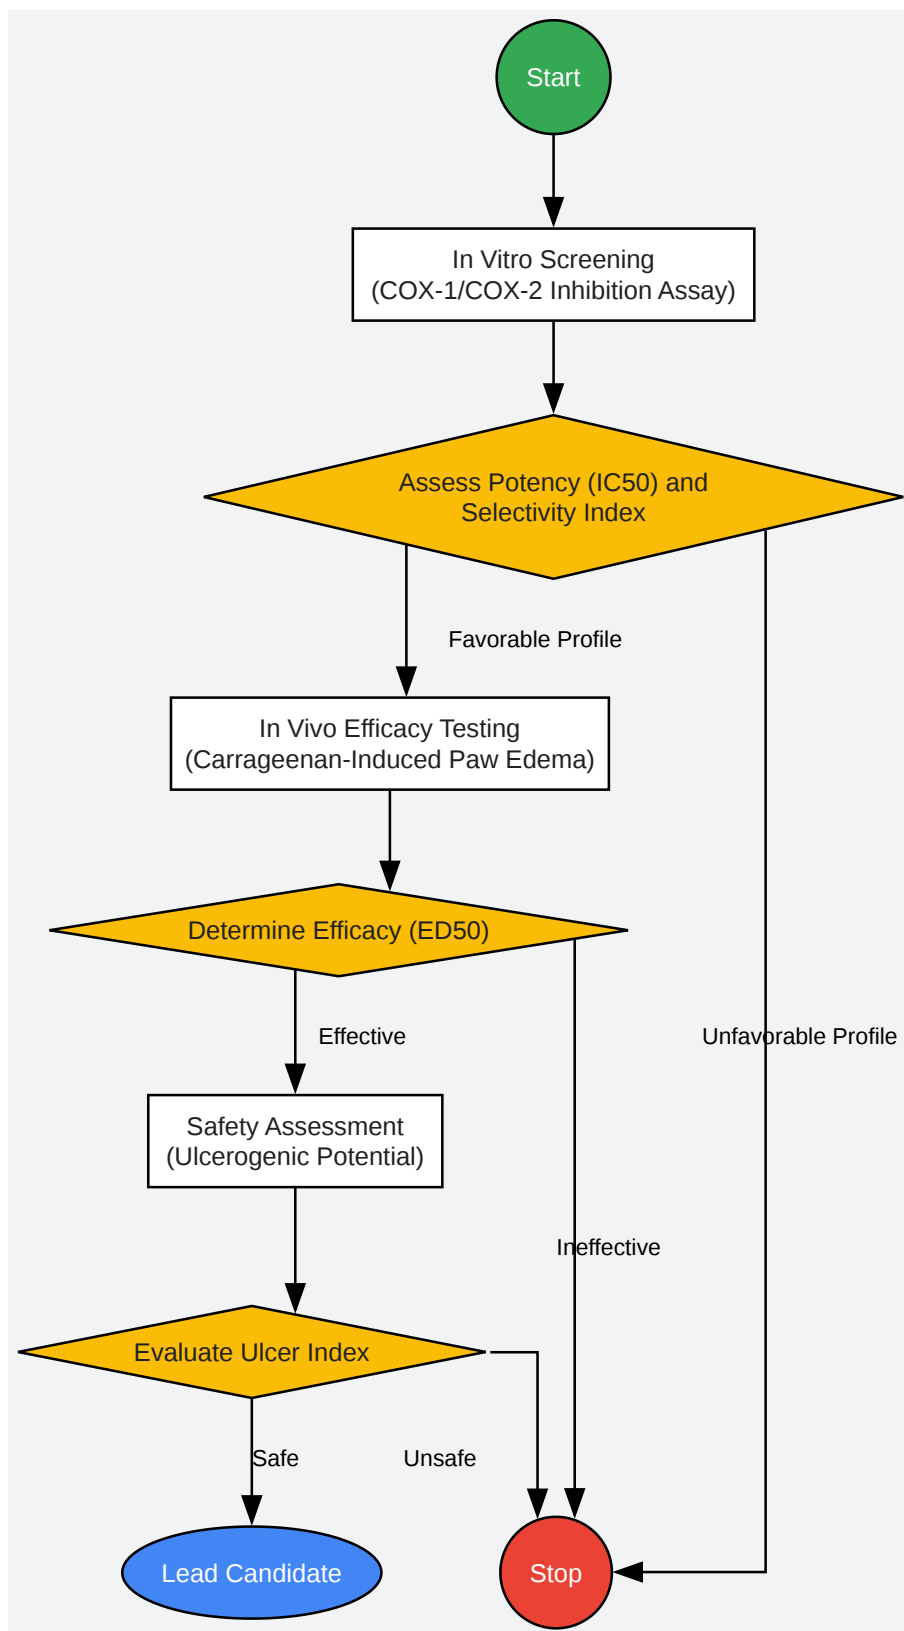 Start
In Vitro Screening
(COX-1/COX-2 Inhibition Assay)
Assess Potency (IC50) and
Selectivity Index
Favorable Profile
In Vivo Efficacy Testing
(Carrageenan-Induced Paw Edema)
Determine Efficacy (ED50)
Effective
Unfavorable Profile
Safety Assessment
(Ulcerogenic Potential)
Ineffective
Evaluate Ulcer Index
Safe
Unsafe
Lead Candidate
Stop